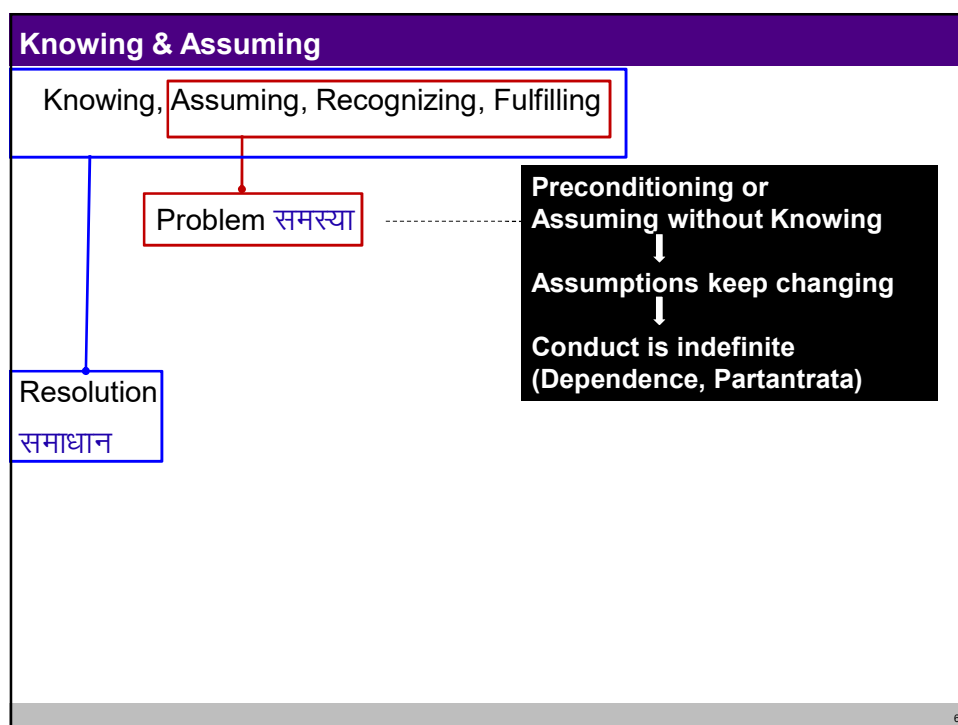 Knowing & Assuming
Knowing, Assuming, Recognizing, Fulfilling
Problem समस्या
Preconditioning or
Assuming without Knowing
Assumptions keep changing
Conduct is indefinite
(Dependence, Partantrata)
Resolution
समाधान
6